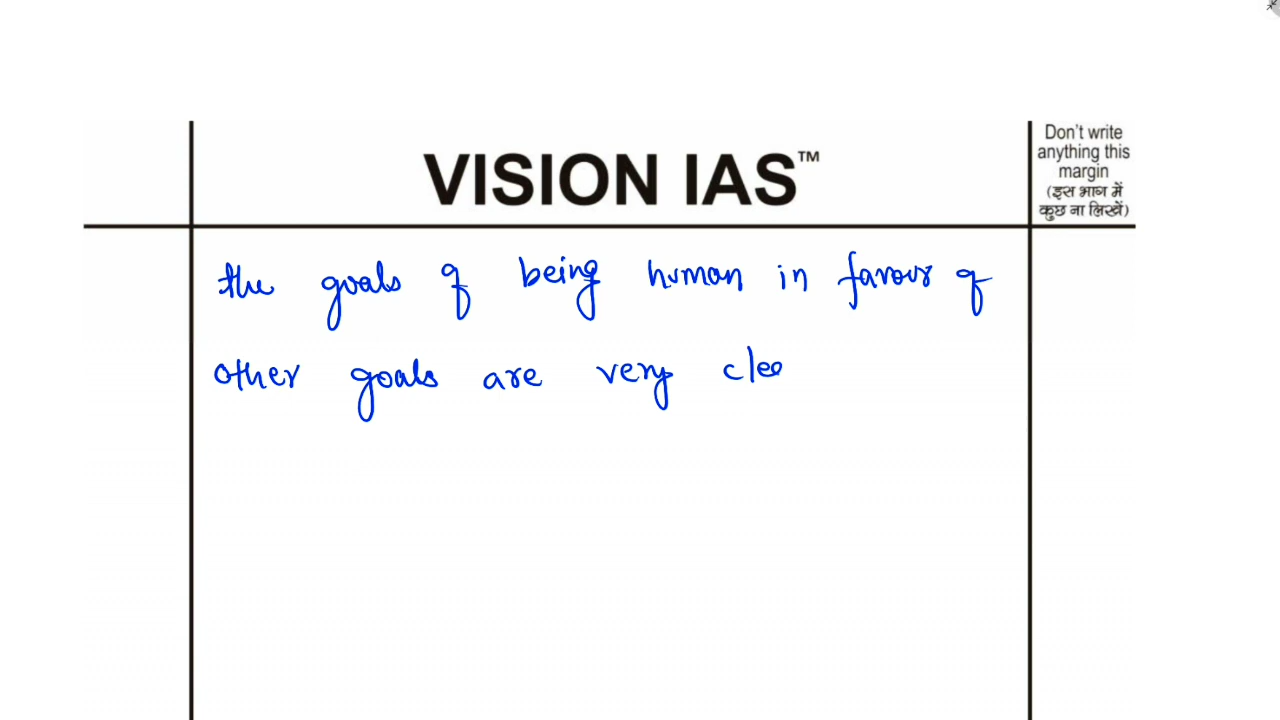 VISION IAS™
Don't write
anything this
margin
(इस भाग में
कुछ ना लिखें)
the goals of being human in favour of
other goals are very clea